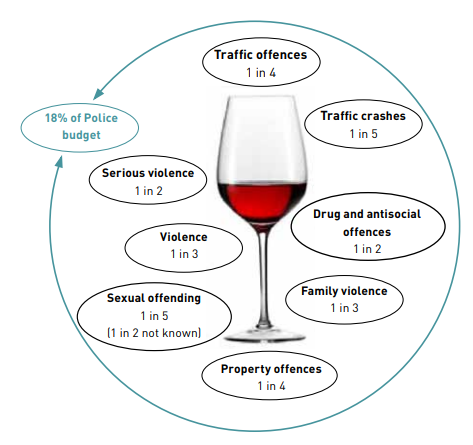 Traffic offences
1 in 4
18% of Police
budget
Traffic crashes
1 in 5
Serious violence
1 in 2
Drug and antisocial
offences
1 in 2
Violence
1 in 3
Sexual offending
1 in 5
(1 in 2 not known)
Family violence
1 in 3
Property offences
1 in 4